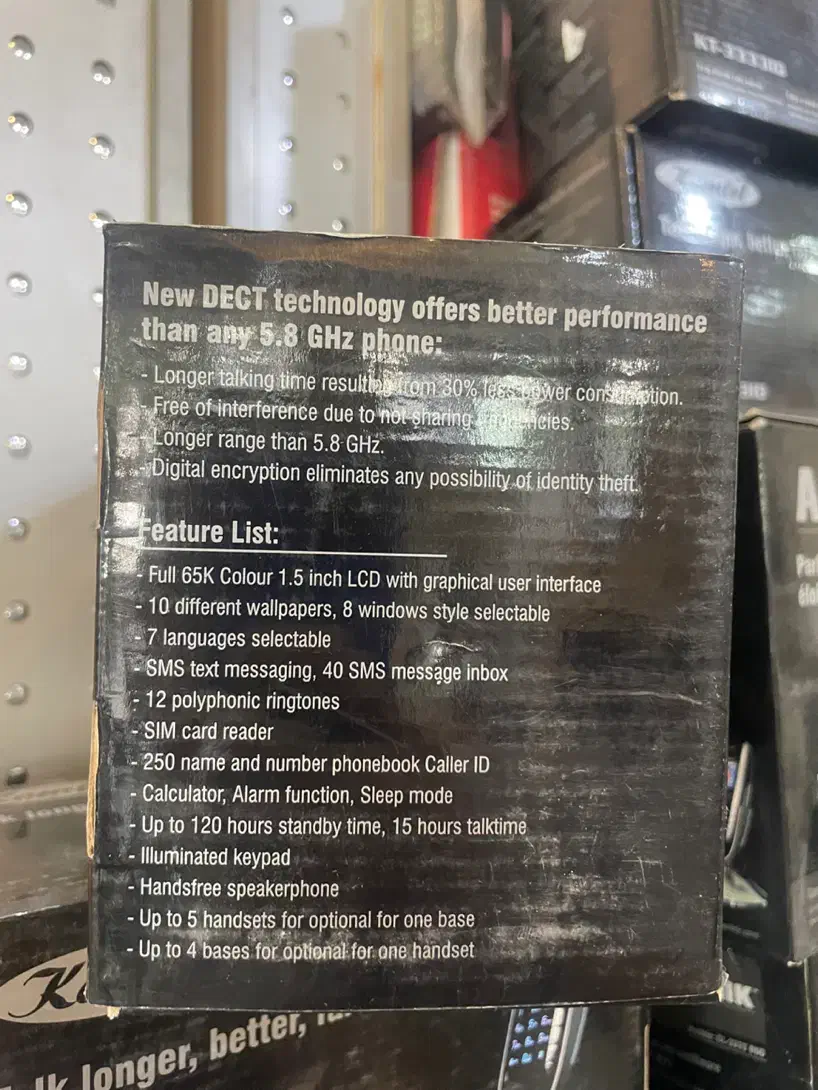 KT-3333ID
New DECT technology offers better performance
than any 5.8 GHz phone:
- Longer talking time resulting from 30% less power consumption.
- Free of interference due to not sharing frequencies.
- Longer range than 5.8 GHz.
- Digital encryption eliminates any possibility of identity theft.
Feature List:
- Full 65K Colour 1.5 inch LCD with graphical user interface
- 10 different wallpapers, 8 windows style selectable
- 7 languages selectable
- SMS text messaging, 40 SMS message inbox
- 12 polyphonic ringtones
- SIM card reader
- 250 name and number phonebook Caller ID
- Calculator, Alarm function, Sleep mode
- Up to 120 hours standby time, 15 hours talktime
- Illuminated keypad
- Handsfree speakerphone
- Up to 5 handsets for optional for one base
- Up to 4 bases for optional for one handset
longer, better,